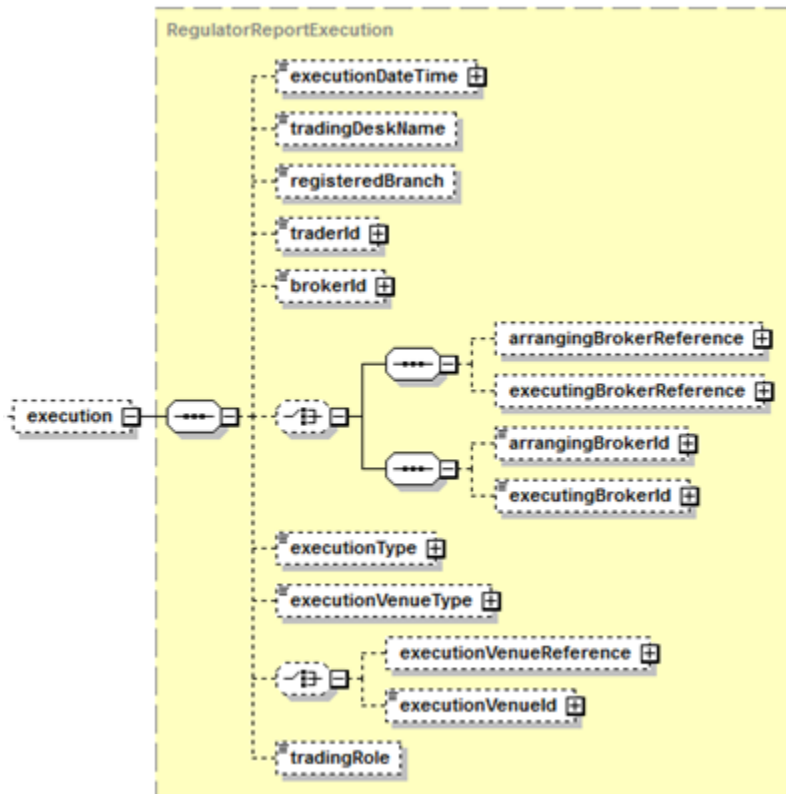 RegulatorReportExecution
executionDateTime
tradingDeskName
registeredBranch
traderId
brokerId
arrangingBrokerReference
executingBrokerReference
execution
arrangingBrokerId
executingBrokerId
executionType
executionVenueType
executionVenueReference
executionVenueId
tradingRole